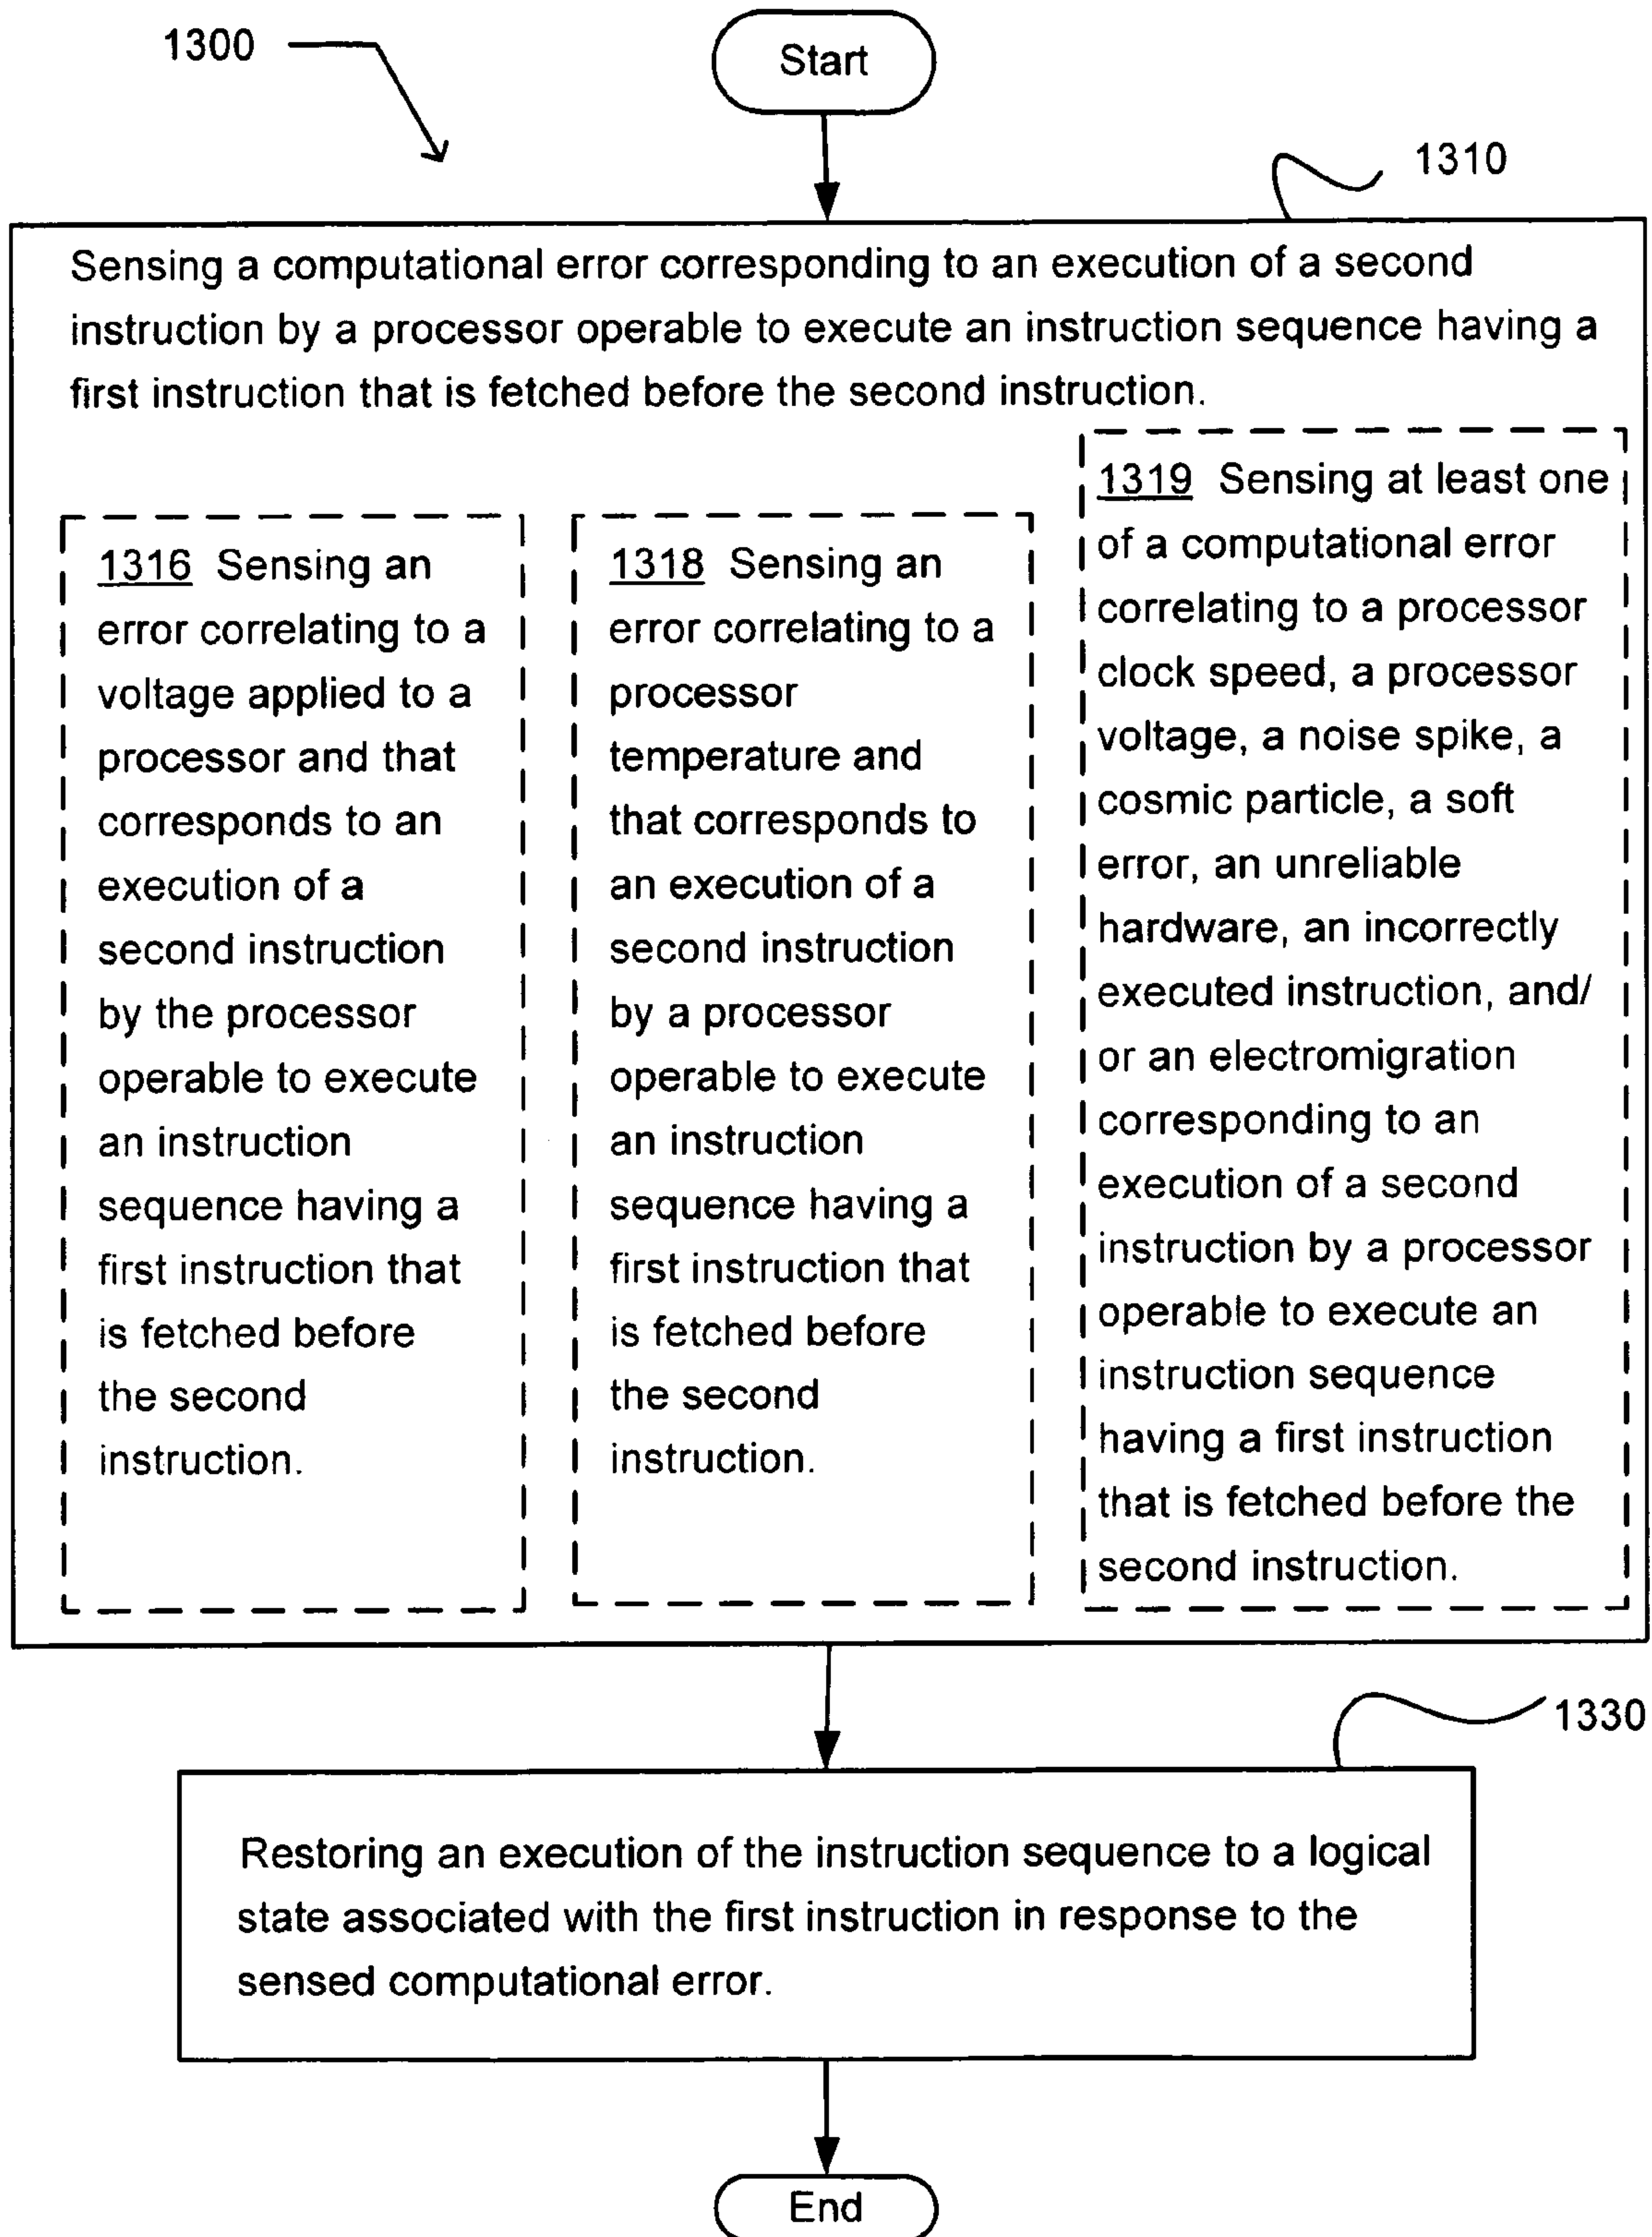 1300
Start
1310
Sensing a computational error corresponding to an execution of a second
instruction by a processor operable to execute an instruction sequence having a
first instruction that is fetched before the second instruction.
1316 Sensing an
error correlating to a
voltage applied to a
processor and that
corresponds to an
execution of a
second instruction
by the processor
operable to execute
an instruction
sequence having a
first instruction that
is fetched before
the second
instruction.
1318 Sensing an
error correlating to a
processor
temperature and
that corresponds to
an execution of a
second instruction
by a processor
operable to execute
an instruction
sequence having a
first instruction that
is fetched before
the second
instruction.
1319 Sensing at least one
of a computational error
correlating to a processor
clock speed, a processor
voltage, a noise spike, a
cosmic particle, a soft
error, an unreliable
hardware, an incorrectly
executed instruction, and/
or an electromigration
corresponding to an
execution of a second
instruction by a processor
operable to execute an
instruction sequence
having a first instruction
that is fetched before the
second instruction.
1330
Restoring an execution of the instruction sequence to a logical
state associated with the first instruction in response to the
sensed computational error.
End